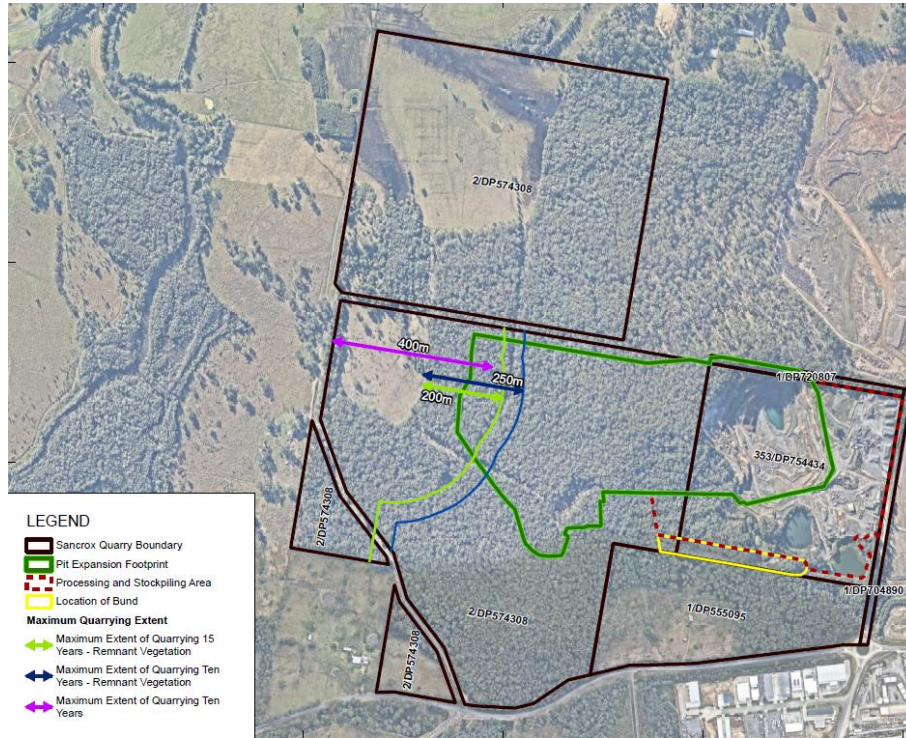 2/DP574308
400m
250m
200m
1/DP720807
353/DP754434
2/DP574308
1/DP704890
2/DP574308
1/DP555095
2/DP574308
LEGEND
Sancrox Quarry Boundary
Pit Expansion Footprint
Processing and Stockpiling Area
Location of Bund
Maximum Quarrying Extent
Maximum Extent of Quarrying 15
Years - Remnant Vegetation
Maximum Extent of Quarrying Ten
Years - Remnant Vegetation
Maximum Extent of Quarrying Ten
Years